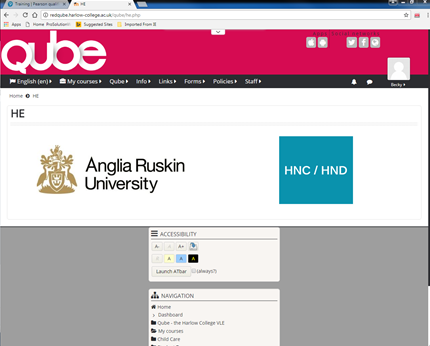 Training | Pearson qualif
HE
redqube.harlow-college.ac.uk/qube/he.php
Apps
Home
Suggested Sites
Imported From IE
Qube
English (en)
My courses
Qube
Info
Links
Forms
Policies
Staff
Becky
Home
HE
HE
Anglia Ruskin
University
HNC / HND
ACCESSIBILITY
A-
A
A+
A
A
A
Launch ATbar
(always?)
NAVIGATION
Home
Dashboard
Qube - the Harlow College VLE
My courses
Child Care